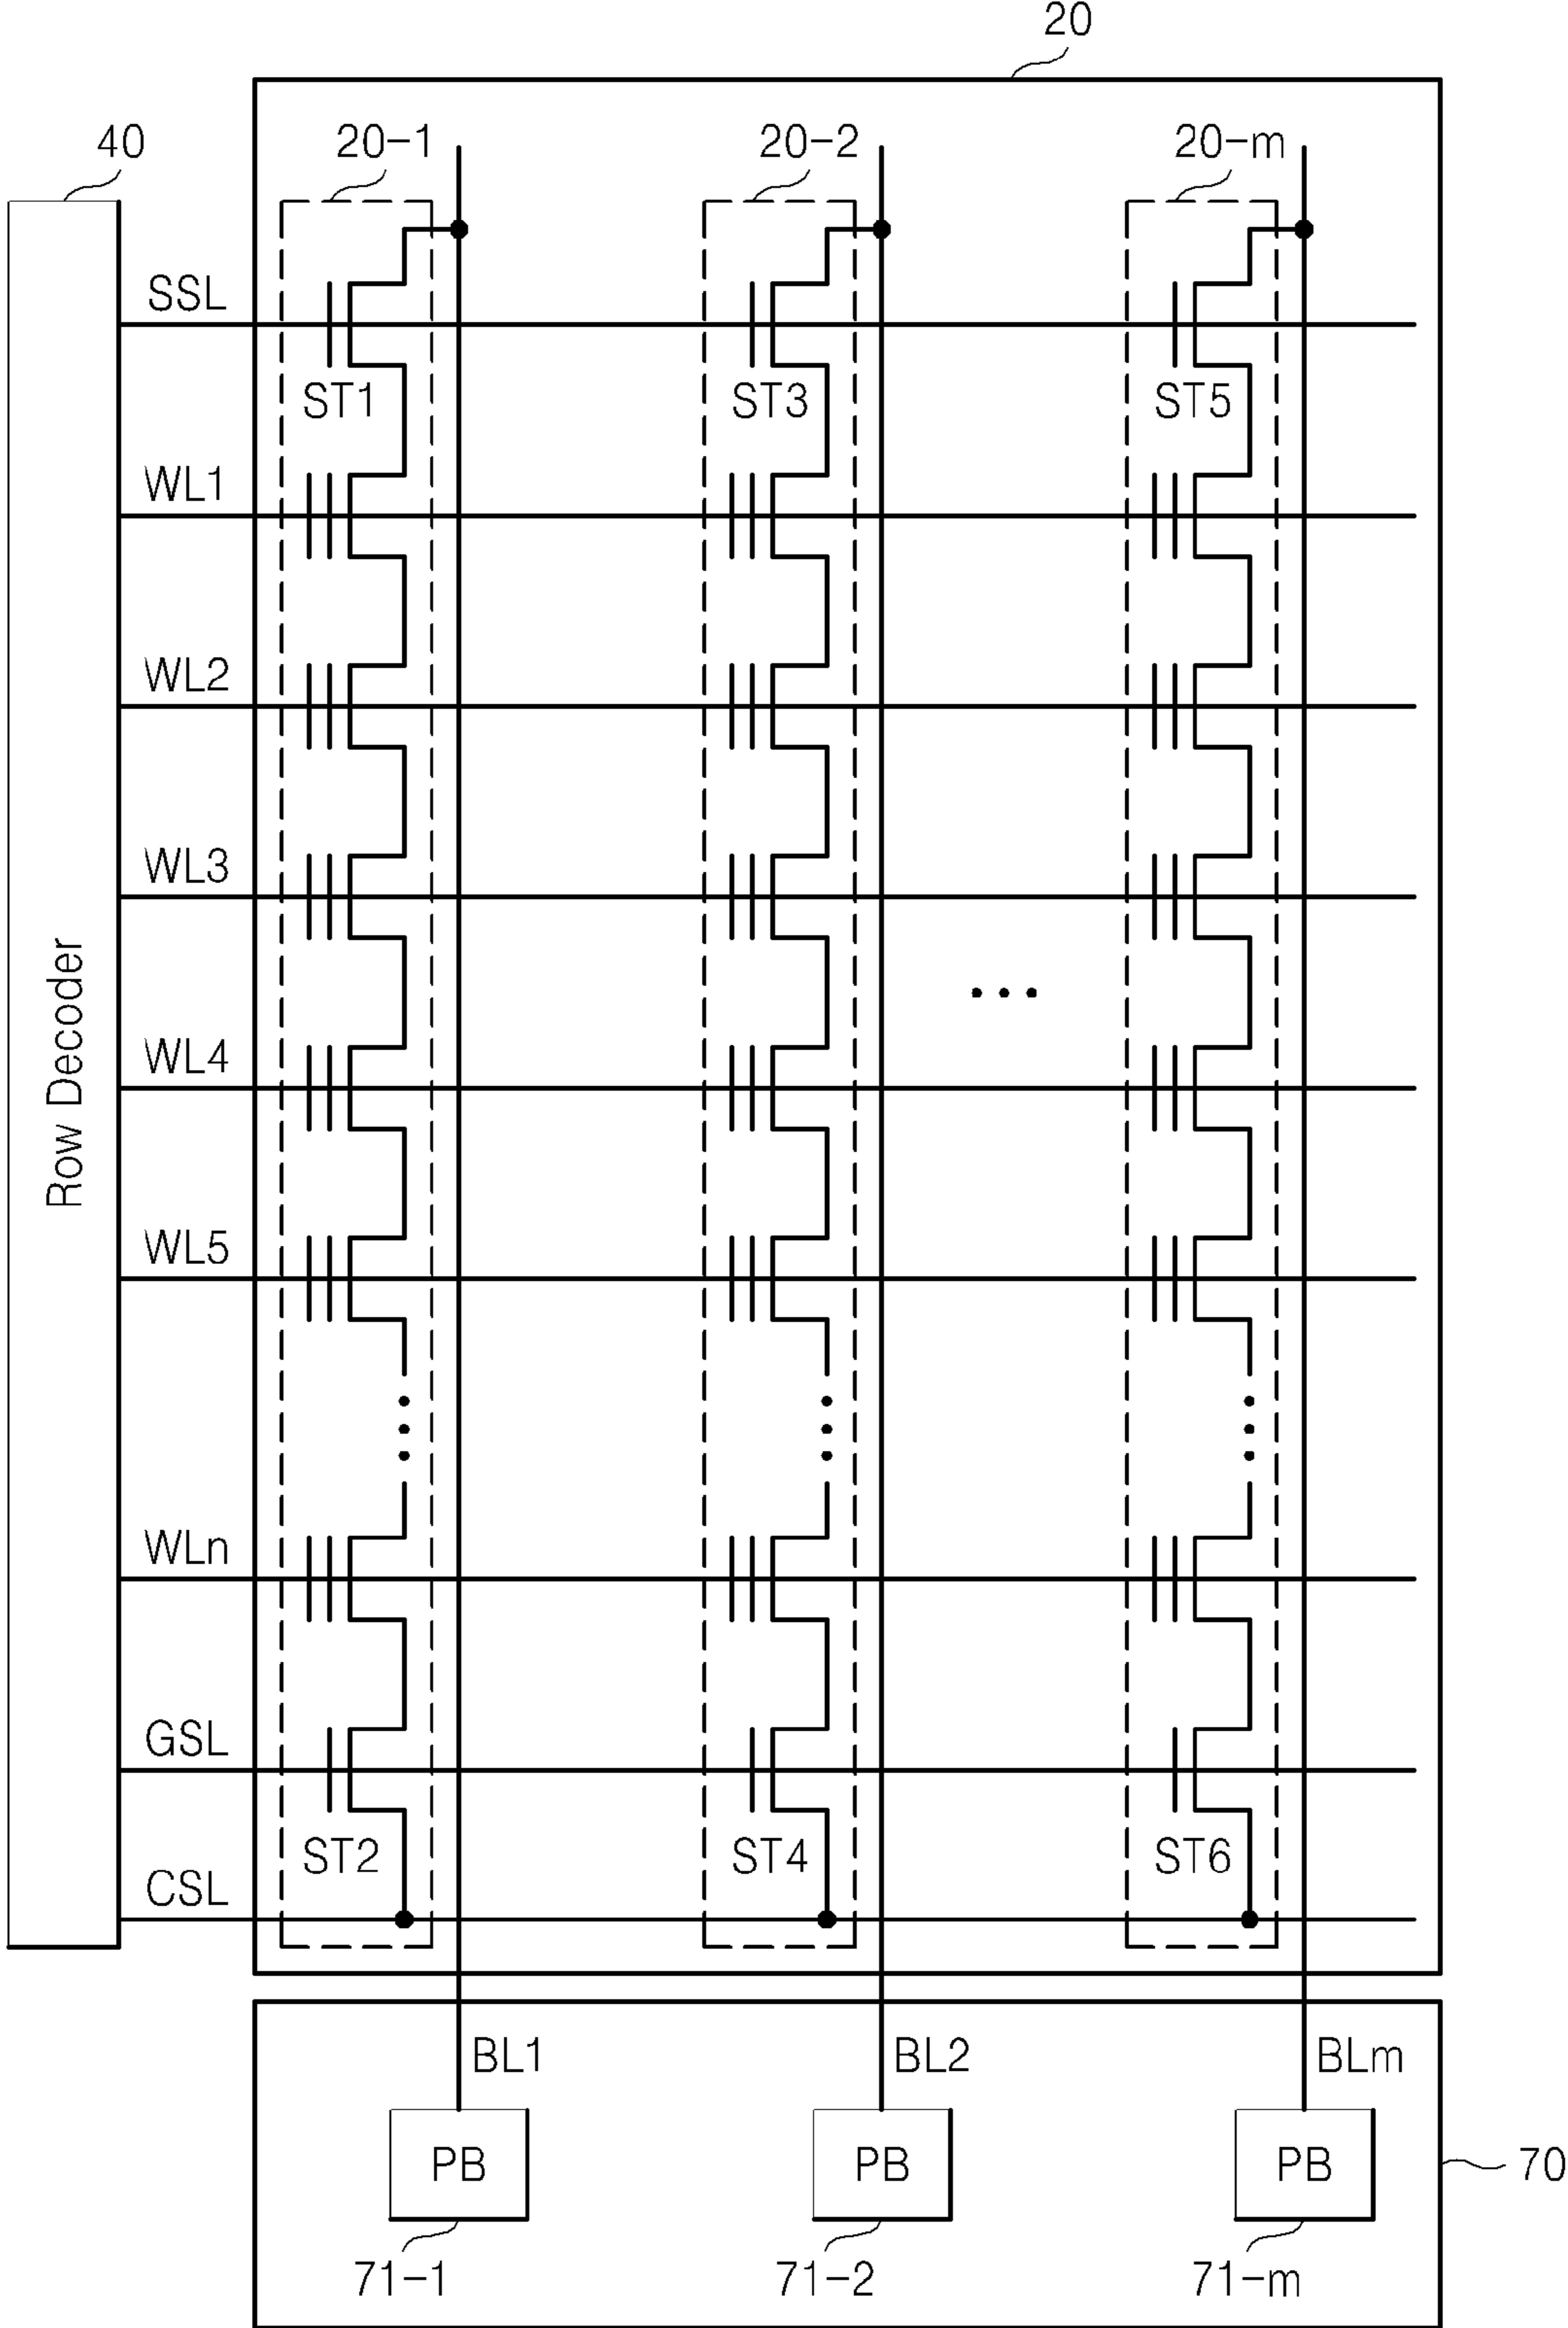 20
40
20-1
20-2
20-m
SSL
ST1
ST3
ST5
WL1
WL2
WL3
Row Decoder
WL4
WL5
WLn
GSL
ST2
ST4
ST6
CSL
BL1
BL2
BLm
PB
PB
PB
70
71-1
71-2
71-m